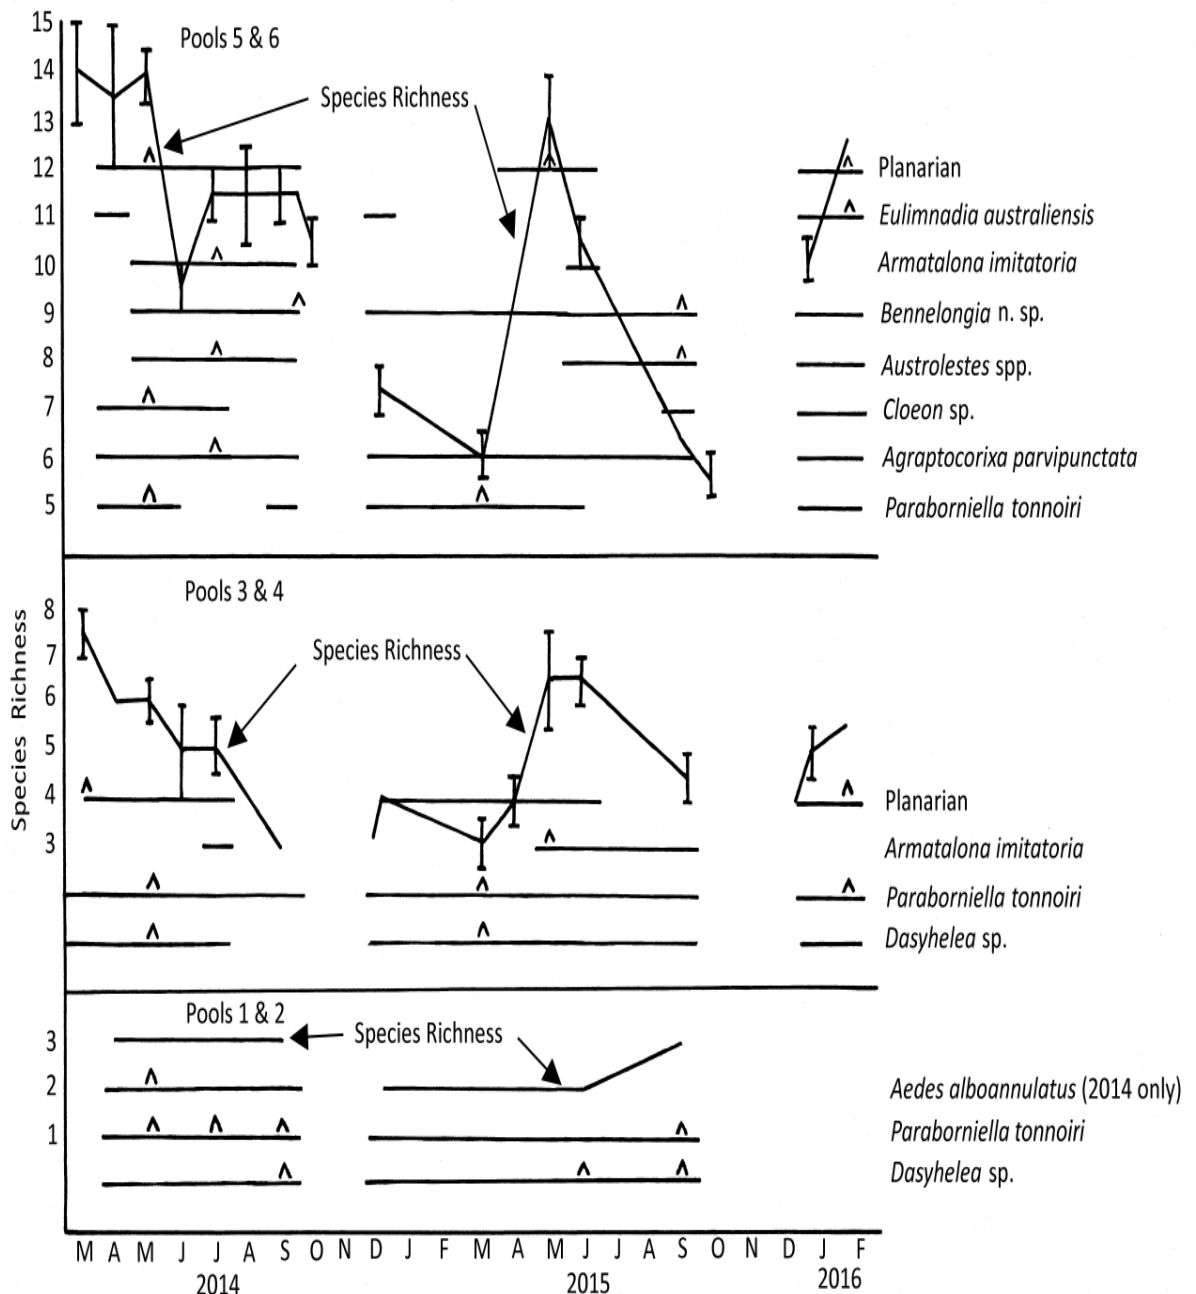 15
Pools 5 & 6
14
Species Richness
13
12
Planarian
11
Eulimnadia australiensis
10
Armatalona imitatoria
9
Bennelongia n. sp.
8
Austrolestes spp.
7
Cloeon sp.
6
Agraptocorixa parvipunctata
5
Paraborniella tonnoiri
Species Richness
Pools 3 & 4
8
Species Richness
7
6
5
4
Planarian
3
Armatalona imitatoria
Paraborniella tonnoiri
Dasyhelea sp.
Pools 1 & 2
Species Richness
3
2
Aedes alboannulatus (2014 only)
1
Paraborniella tonnoiri
Dasyhelea sp.
M A M J J A S O N D J F M A M J J A S O N D J F
2014 2015 2016